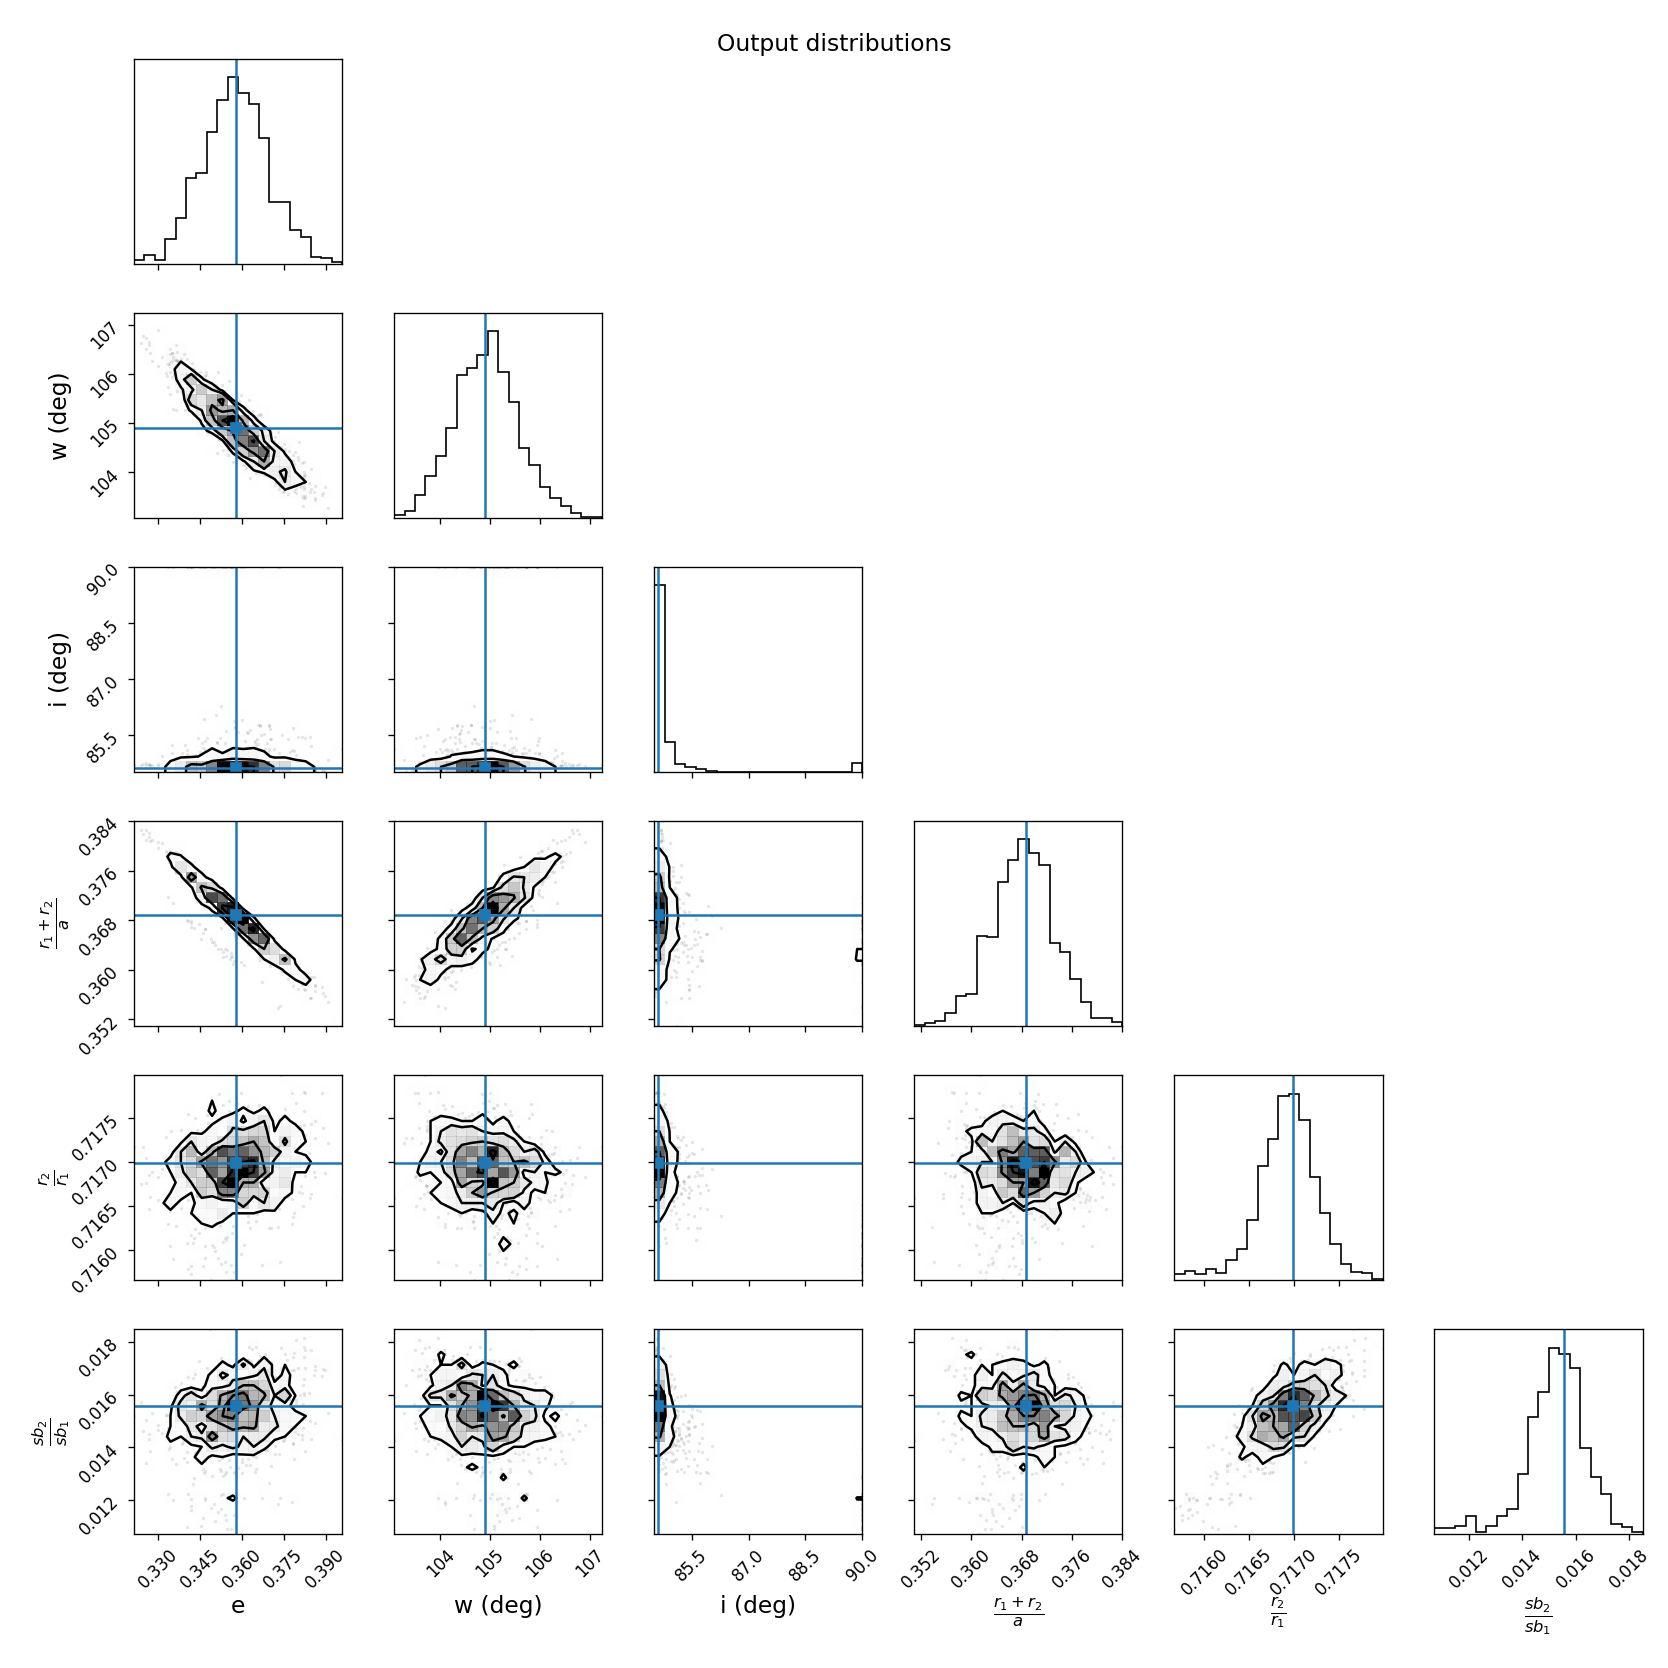 Output distributions
w (deg)
107
106
105
104
i (deg)
90.0
88.5
87.0
85.5
r₁ + r₂
a
0.384
0.376
0.368
0.360
0.352
r₂
r₁
0.7175
0.7170
0.7165
0.7160
sb₂
sb₁
0.018
0.016
0.014
0.012
0.330 0.345 0.360 0.375 0.390 104 105 106 107 85.5 87.0 88.5 90.0 0.352 0.360 0.368 0.376 0.384 0.7160 0.7165 0.7170 0.7175 0.012 0.014 0.016 0.018
e w (deg) i (deg) r₁ + r₂ r₂ sb₂
a r₁ sb₁